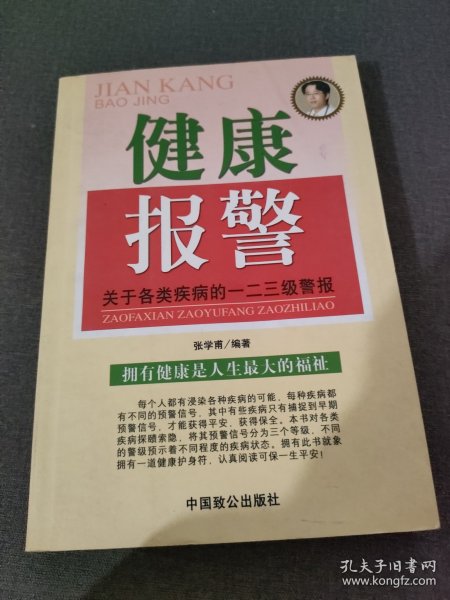 JIAN KANG
BAO JING
健康
报警
关于各类疾病的一二三级警报
ZAOFAXIAN ZAOYUFANG ZAOZHILIAO
张学甫/编著
拥有健康是人生最大的福祉
每个人都有浸染各种疾病的可能，每种疾病都
有不同的预警信号，其中有些疾病只有捕捉到早期
预警信号，才能获得平安，获得保全。本书对各类
疾病探赜索隐，将其预警信号分为三个等级，不同
的警级预示着不同程度的疾病状态。拥有此书就象
拥有一道健康护身符，认真阅读可保一生平安！
中国致公出版社
孔夫子旧书网
www.kongfz.com